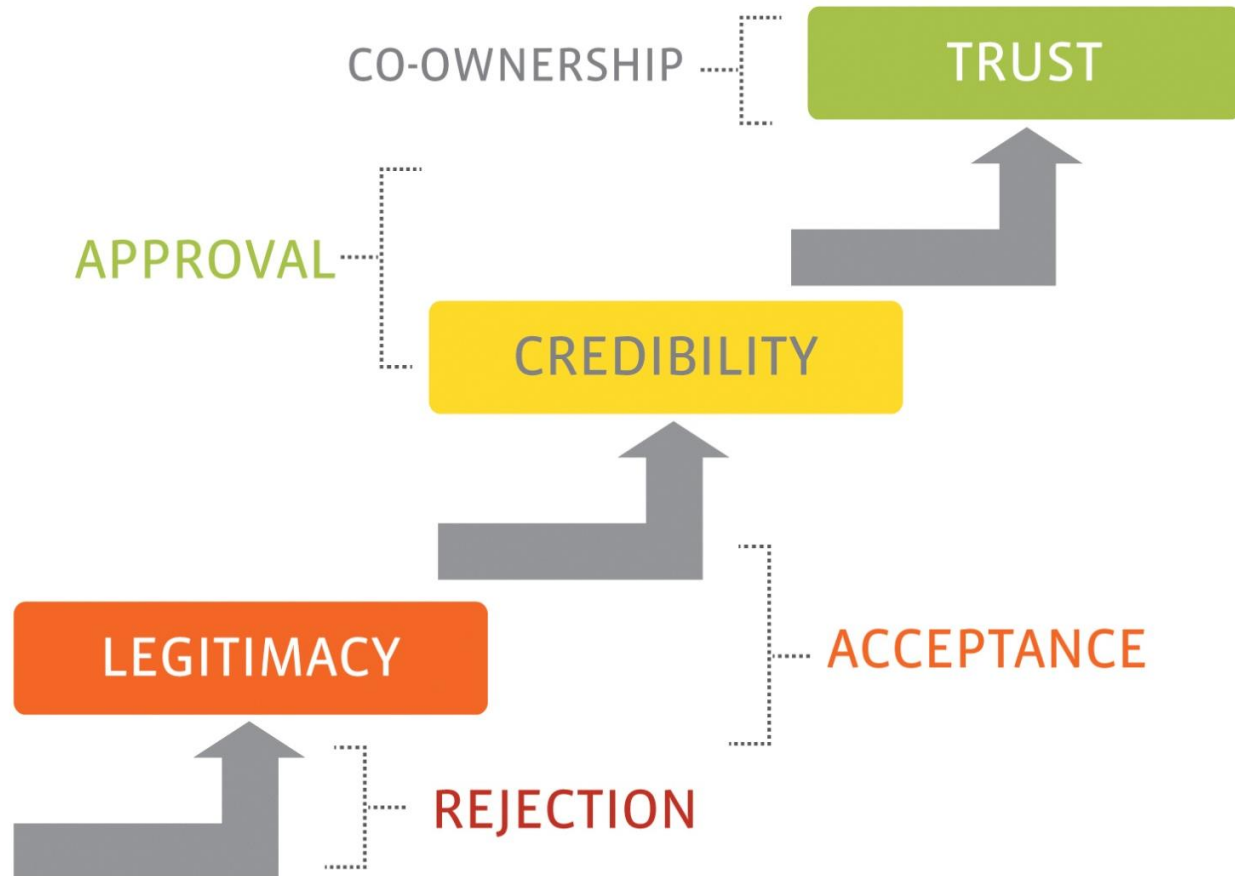 CO-OWNERSHIP
TRUST
APPROVAL
CREDIBILITY
LEGITIMACY
ACCEPTANCE
REJECTION